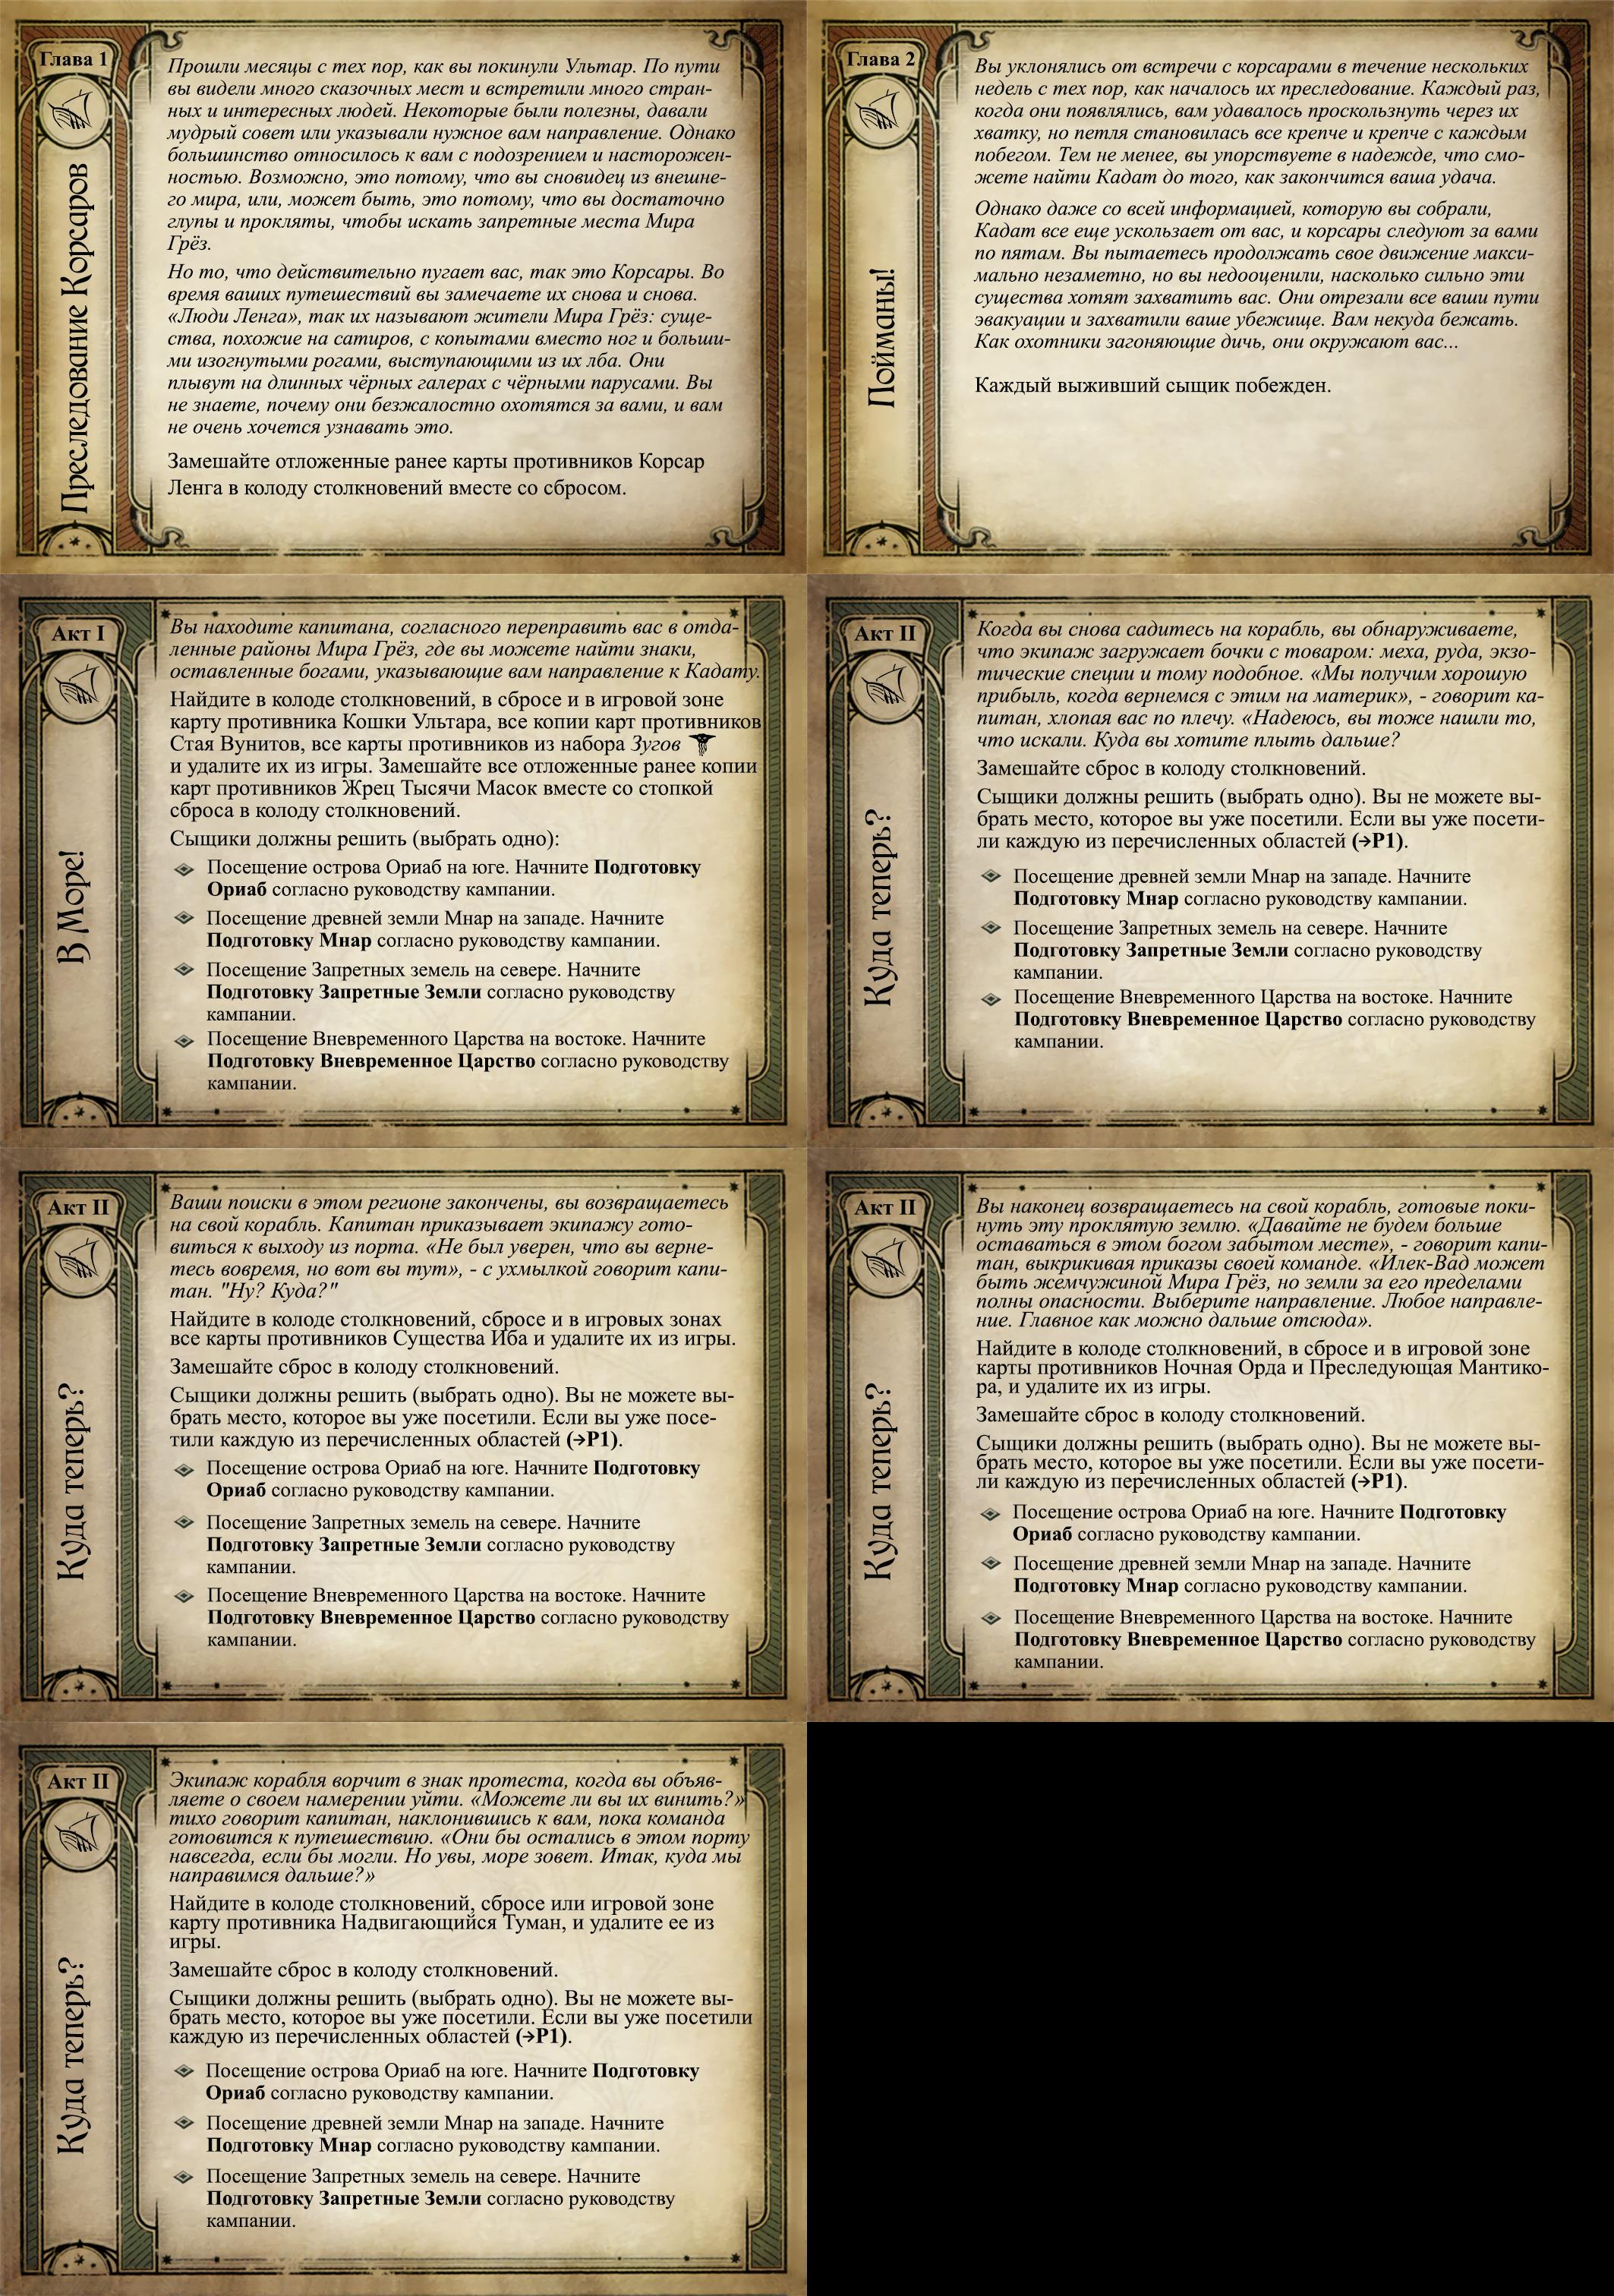 Глава 1
Преследование Корсаров
Прошли месяцы с тех пор, как вы покинули Ультар. По пути
вы видели много сказочных мест и встретили много стран-
ных и интересных людей. Некоторые были полезны, давали
мудрый совет или указывали нужное вам направление. Однако
большинство относилось к вам с подозрением и насторожен-
ностью. Возможно, это потому, что вы сновидец из внешне-
го мира, или, может быть, это потому, что вы достаточно
глупы и прокляты, чтобы искать запретные места Мира
Грёз.
Но то, что действительно пугает вас, так это Корсары. Во
время ваших путешествий вы замечаете их снова и снова.
«Люди Ленга», так их называют жители Мира Грёз: суще-
ства, похожие на сатиров, с копытами вместо ног и больши-
ми изогнутыми рогами, выступающими из их лба. Они
плывут на длинных чёрных галерах с чёрными парусами. Вы
не знаете, почему они безжалостно охотятся за вами, и вам
не очень хочется узнавать это.
Замешайте отложенные ранее карты противников Корсар
Ленга в колоду столкновений вместе со сбросом.
Глава 2
Пойманы!
Вы уклонялись от встречи с корсарами в течение нескольких
недель с тех пор, как началось их преследование. Каждый раз,
когда они появлялись, вам удавалось проскользнуть через их
хватку, но петля становилась все крепче и крепче с каждым
побегом. Тем не менее, вы упорствуете в надежде, что смо-
жете найти Кадат до того, как закончится ваша удача.
Однако даже со всей информацией, которую вы собрали,
Кадат все еще ускользает от вас, и корсары следуют за вами
по пятам. Вы пытаетесь продолжать свое движение макси-
мально незаметно, но вы недооценили, насколько сильно эти
существа хотят захватить вас. Они отрезали все ваши пути
эвакуации и захватили ваше убежище. Вам некуда бежать.
Как охотники загоняющие дичь, они окружают вас...
Каждый выживший сыщик побежден.
Акт I
В Море!
Вы находите капитана, согласного переправить вас в отда-
ленные районы Мира Грёз, где вы можете найти знаки,
оставленные богами, указывающие вам направление к Кадату.
Найдите в колоде столкновений, в сбросе и в игровой зоне
карту противника Кошки Ультара, все копии карт противников
Стая Вунитов, все карты противников из набора Зугов
и удалите их из игры. Замешайте все отложенные ранее копии
карт противников Жрец Тысячи Масок вместе со стопкой
сброса в колоду столкновений.
Сыщики должны решить (выбрать одно):
Посещение острова Ориаб на юге. Начните Подготовку
Ориаб согласно руководству кампании.
Посещение древней земли Мнар на западе. Начните
Подготовку Мнар согласно руководству кампании.
Посещение Запретных земель на севере. Начните
Подготовку Запретные Земли согласно руководству
кампании.
Посещение Вневременного Царства на востоке. Начните
Подготовку Вневременное Царство согласно руководству
кампании.
Акт II
Куда теперь?
Когда вы снова садитесь на корабль, вы обнаруживаете,
что экипаж загружает бочки с товаром: меха, руда, экзо-
тические специи и тому подобное. «Мы получим хорошую
прибыль, когда вернемся с этим на материк», - говорит ка-
питан, хлопая вас по плечу. «Надеюсь, вы тоже нашли то,
что искали. Куда вы хотите плыть дальше?
Замешайте сброс в колоду столкновений.
Сыщики должны решить (выбрать одно). Вы не можете вы-
брать место, которое вы уже посетили. Если вы уже посети-
ли каждую из перечисленных областей (→Р1).
Посещение древней земли Мнар на западе. Начните
Подготовку Мнар согласно руководству кампании.
Посещение Запретных земель на севере. Начните
Подготовку Запретные Земли согласно руководству
кампании.
Посещение Вневременного Царства на востоке. Начните
Подготовку Вневременное Царство согласно руководству
кампании.
Акт II
Куда теперь?
Ваши поиски в этом регионе закончены, вы возвращаетесь
на свой корабль. Капитан приказывает экипажу гото-
виться к выходу из порта. «Не был уверен, что вы верне-
тесь вовремя, но вот вы тут», - с ухмылкой говорит капи-
тан. "Ну? Куда?"
Найдите в колоде столкновений, сбросе и в игровых зонах
все карты противников Существа Иба и удалите их из игры.
Замешайте сброс в колоду столкновений.
Сыщики должны решить (выбрать одно). Вы не можете вы-
брать место, которое вы уже посетили. Если вы уже посе-
тили каждую из перечисленных областей (→Р1).
Посещение острова Ориаб на юге. Начните Подготовку
Ориаб согласно руководству кампании.
Посещение Запретных земель на севере. Начните
Подготовку Запретные Земли согласно руководству
кампании.
Посещение Вневременного Царства на востоке. Начните
Подготовку Вневременное Царство согласно руководству
кампании.
Акт II
Куда теперь?
Вы наконец возвращаетесь на свой корабль, готовые поки-
нуть эту проклятую землю. «Давайте не будем больше
оставаться в этом богом забытом месте», - говорит капи-
тан, выкрикивая приказы своей команде. «Илек-Вад может
быть жемчужиной Мира Грёз, но земли за его пределами
полны опасности. Выберите направление. Любое направле-
ние. Главное как можно дальше отсюда».
Найдите в колоде столкновений, в сбросе и в игровой зоне
карты противников Ночная Орда и Преследующая Мантико-
ра, и удалите их из игры.
Замешайте сброс в колоду столкновений.
Сыщики должны решить (выбрать одно). Вы не можете вы-
брать место, которое вы уже посетили. Если вы уже посети-
ли каждую из перечисленных областей (→Р1).
Посещение острова Ориаб на юге. Начните Подготовку
Ориаб согласно руководству кампании.
Посещение древней земли Мнар на западе. Начните
Подготовку Мнар согласно руководству кампании.
Посещение Вневременного Царства на востоке. Начните
Подготовку Вневременное Царство согласно руководству
кампании.
Акт II
Куда теперь?
Экипаж корабля ворчит в знак протеста, когда вы объяв-
ляете о своем намерении уйти. «Можете ли вы их винить?»
тихо говорит капитан, наклонившись к вам, пока команда
готовится к путешествию. «Они бы остались в этом порту
навсегда, если бы могли. Но увы, море зовет. Итак, куда мы
направимся дальше?»
Найдите в колоде столкновений, сбросе или игровой зоне
карту противника Надвигающийся Туман, и удалите ее из
игры.
Замешайте сброс в колоду столкновений.
Сыщики должны решить (выбрать одно). Вы не можете вы-
брать место, которое вы уже посетили. Если вы уже посетили
каждую из перечисленных областей (→Р1).
Посещение острова Ориаб на юге. Начните Подготовку
Ориаб согласно руководству кампании.
Посещение древней земли Мнар на западе. Начните
Подготовку Мнар согласно руководству кампании.
Посещение Запретных земель на севере. Начните
Подготовку Запретные Земли согласно руководству
кампании.